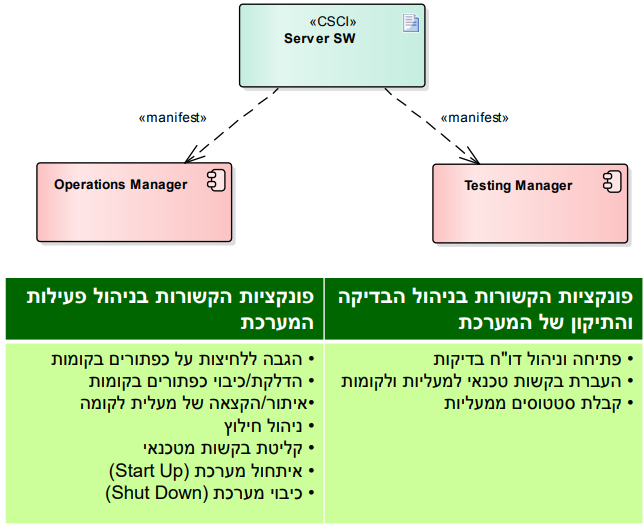 «CSCI»
Server SW
«manifest»
«manifest»
Operations Manager
Testing Manager
פונקציות הקשורות בניהול הבדיקה
והתיקון של המערכת
• פתיחה וניהול דו"ח בדיקות
• העברת בקשות טכנאי למעליות ולקומות
• קבלת סטטוסים ממעליות
פונקציות הקשורות בניהול פעילות
המערכת
• הגבה ללחיצות על כפתורים בקומות
• הדלקת/כיבוי כפתורים בקומות
•איתור/הקצאה של מעלית לקומה
• ניהול חילוץ
• קליטת בקשות מטכנאי
• איתחול מערכת (Start Up)
• כיבוי מערכת (Shut Down)